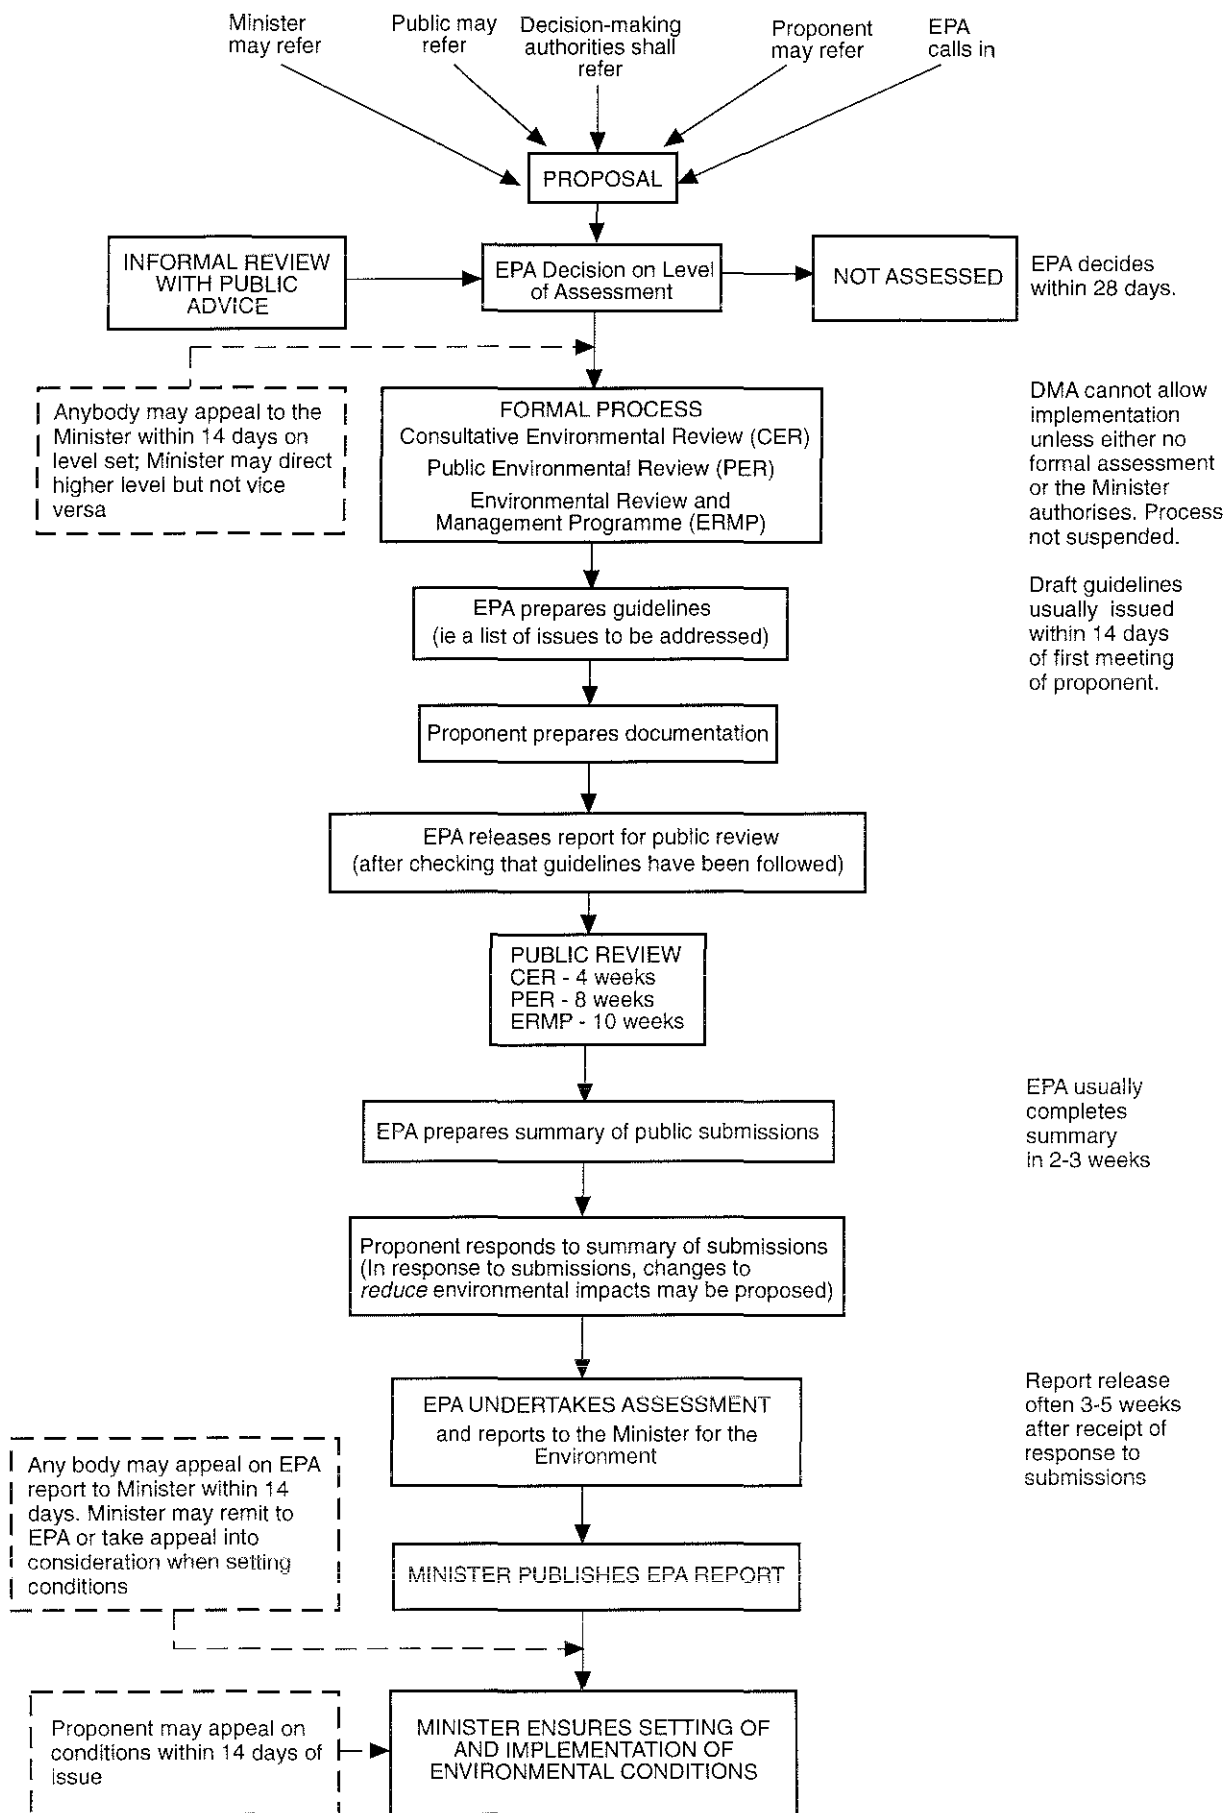 Minister
may refer
Public may
refer
Decision-making
authorities shall
refer
Proponent
may refer
EPA
calls in
PROPOSAL
INFORMAL REVIEW
WITH PUBLIC
ADVICE
EPA Decision on Level
of Assessment
NOT ASSESSED
EPA decides
within 28 days.
Anybody may appeal to the
Minister within 14 days on
level set; Minister may direct
higher level but not vice
versa
FORMAL PROCESS
Consultative Environmental Review (CER)
Public Environmental Review (PER)
Environmental Review and
Management Programme (ERMP)
DMA cannot allow
implementation
unless either no
formal assessment
or the Minister
authorises. Process
not suspended.
EPA prepares guidelines
(ie a list of issues to be addressed)
Draft guidelines
usually issued
within 14 days
of first meeting
of proponent.
Proponent prepares documentation
EPA releases report for public review
(after checking that guidelines have been followed)
PUBLIC REVIEW
CER - 4 weeks
PER - 8 weeks
ERMP - 10 weeks
EPA prepares summary of public submissions
EPA usually
completes
summary
in 2-3 weeks
Proponent responds to summary of submissions
(In response to submissions, changes to
reduce environmental impacts may be proposed)
EPA UNDERTAKES ASSESSMENT
and reports to the Minister for the
Environment
Report release
often 3-5 weeks
after receipt of
response to
submissions
Any body may appeal on EPA
report to Minister within 14
days. Minister may remit to
EPA or take appeal into
consideration when setting
conditions
MINISTER PUBLISHES EPA REPORT
Proponent may appeal on
conditions within 14 days of
issue
MINISTER ENSURES SETTING OF
AND IMPLEMENTATION OF
ENVIRONMENTAL CONDITIONS